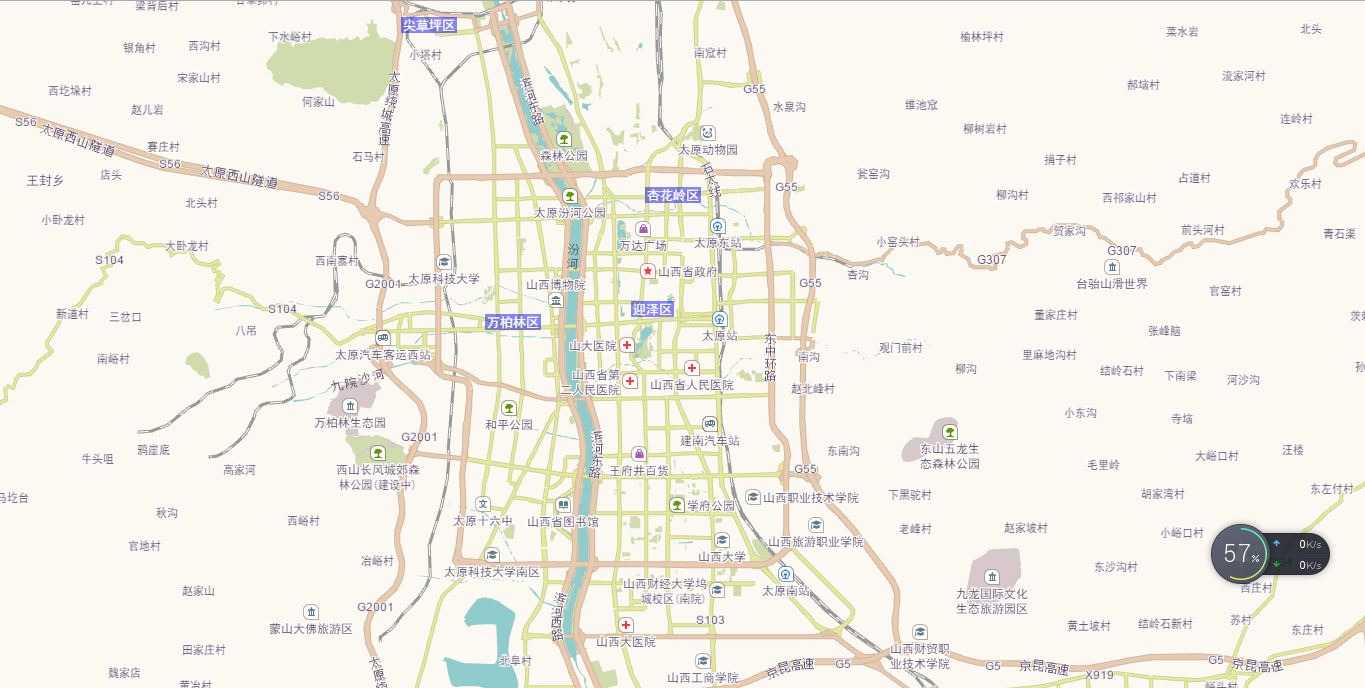 梁背后村
尖草坪区
银角村
西沟村
下水峪村
小塔村
南窊村
榆林坪村
菜水岩
北头
宋家山村
西圪垛村
赵儿岩
何家山
太原绕城高速
滨河东路
G55
水泉沟
维池窊
郝垴村
流家河村
连岭村
柳树岩村
S56
太原西山隧道
赛庄村
S56
太原西山隧道
石马村
森林公园
太原动物园
捐子村
王封乡
店头
北头村
S56
太原汾河公园
杏花岭区
G55
瓮窑沟
柳沟村
西祁家山村
占道村
欢乐村
小卧龙村
大卧龙村
万达广场
太原东站
小窑头村
贺家沟
前头河村
青石渠
S104
西南寨村
太原科技大学
G2001
汾河
山西博物院
山西省政府
杏沟
G307
G307
台骀山滑世界
G55
官窑村
新道村
三岔口
S104
八吊
万柏林区
迎泽区
太原站
东中环路
董家庄村
张峰脑
南峪村
太原汽车客运西站
山大医院
南沟
观门前村
里麻地沟村
九院沙河
山西省第
二人民医院
山西省人民医院
赵北峰村
柳沟
结岭石村
下南梁
河沙沟
万柏林生态园
和平公园
建南汽车站
小东沟
寺垴
鸦崖底
G2001
滨河东路
东山五龙生
态森林公园
牛头咀
高家河
西山长风城郊森
林公园(建设中)
王府井百货
G55
东南沟
毛里岭
大峪口村
汪楼
马圪台
太原十六中
山西省图书馆
学府公园
山西职业技术学院
下黑驼村
胡家湾村
东左付村
秋沟
西峪村
官地村
冶峪村
太原科技大学南区
山西大学
山西旅游职业学院
老峰村
赵家坡村
小峪口村
57%
0K/s
0K/s
赵家山
山西财经大学坞
城校区(南院)
太原南站
东沙沟村
西庄村
九龙国际文化
生态旅游园区
G2001
蒙山大佛旅游区
滨河西路
S103
山西大医院
黄土坡村
结岭石新村
苏村
东庄村
田家庄村
魏家店
黄冶村
太原
北阜村
山西工商学院
京昆高速
G5
山西财贸职
业技术学院
G5
京昆高速
X919
G5
京昆高速
峪头村